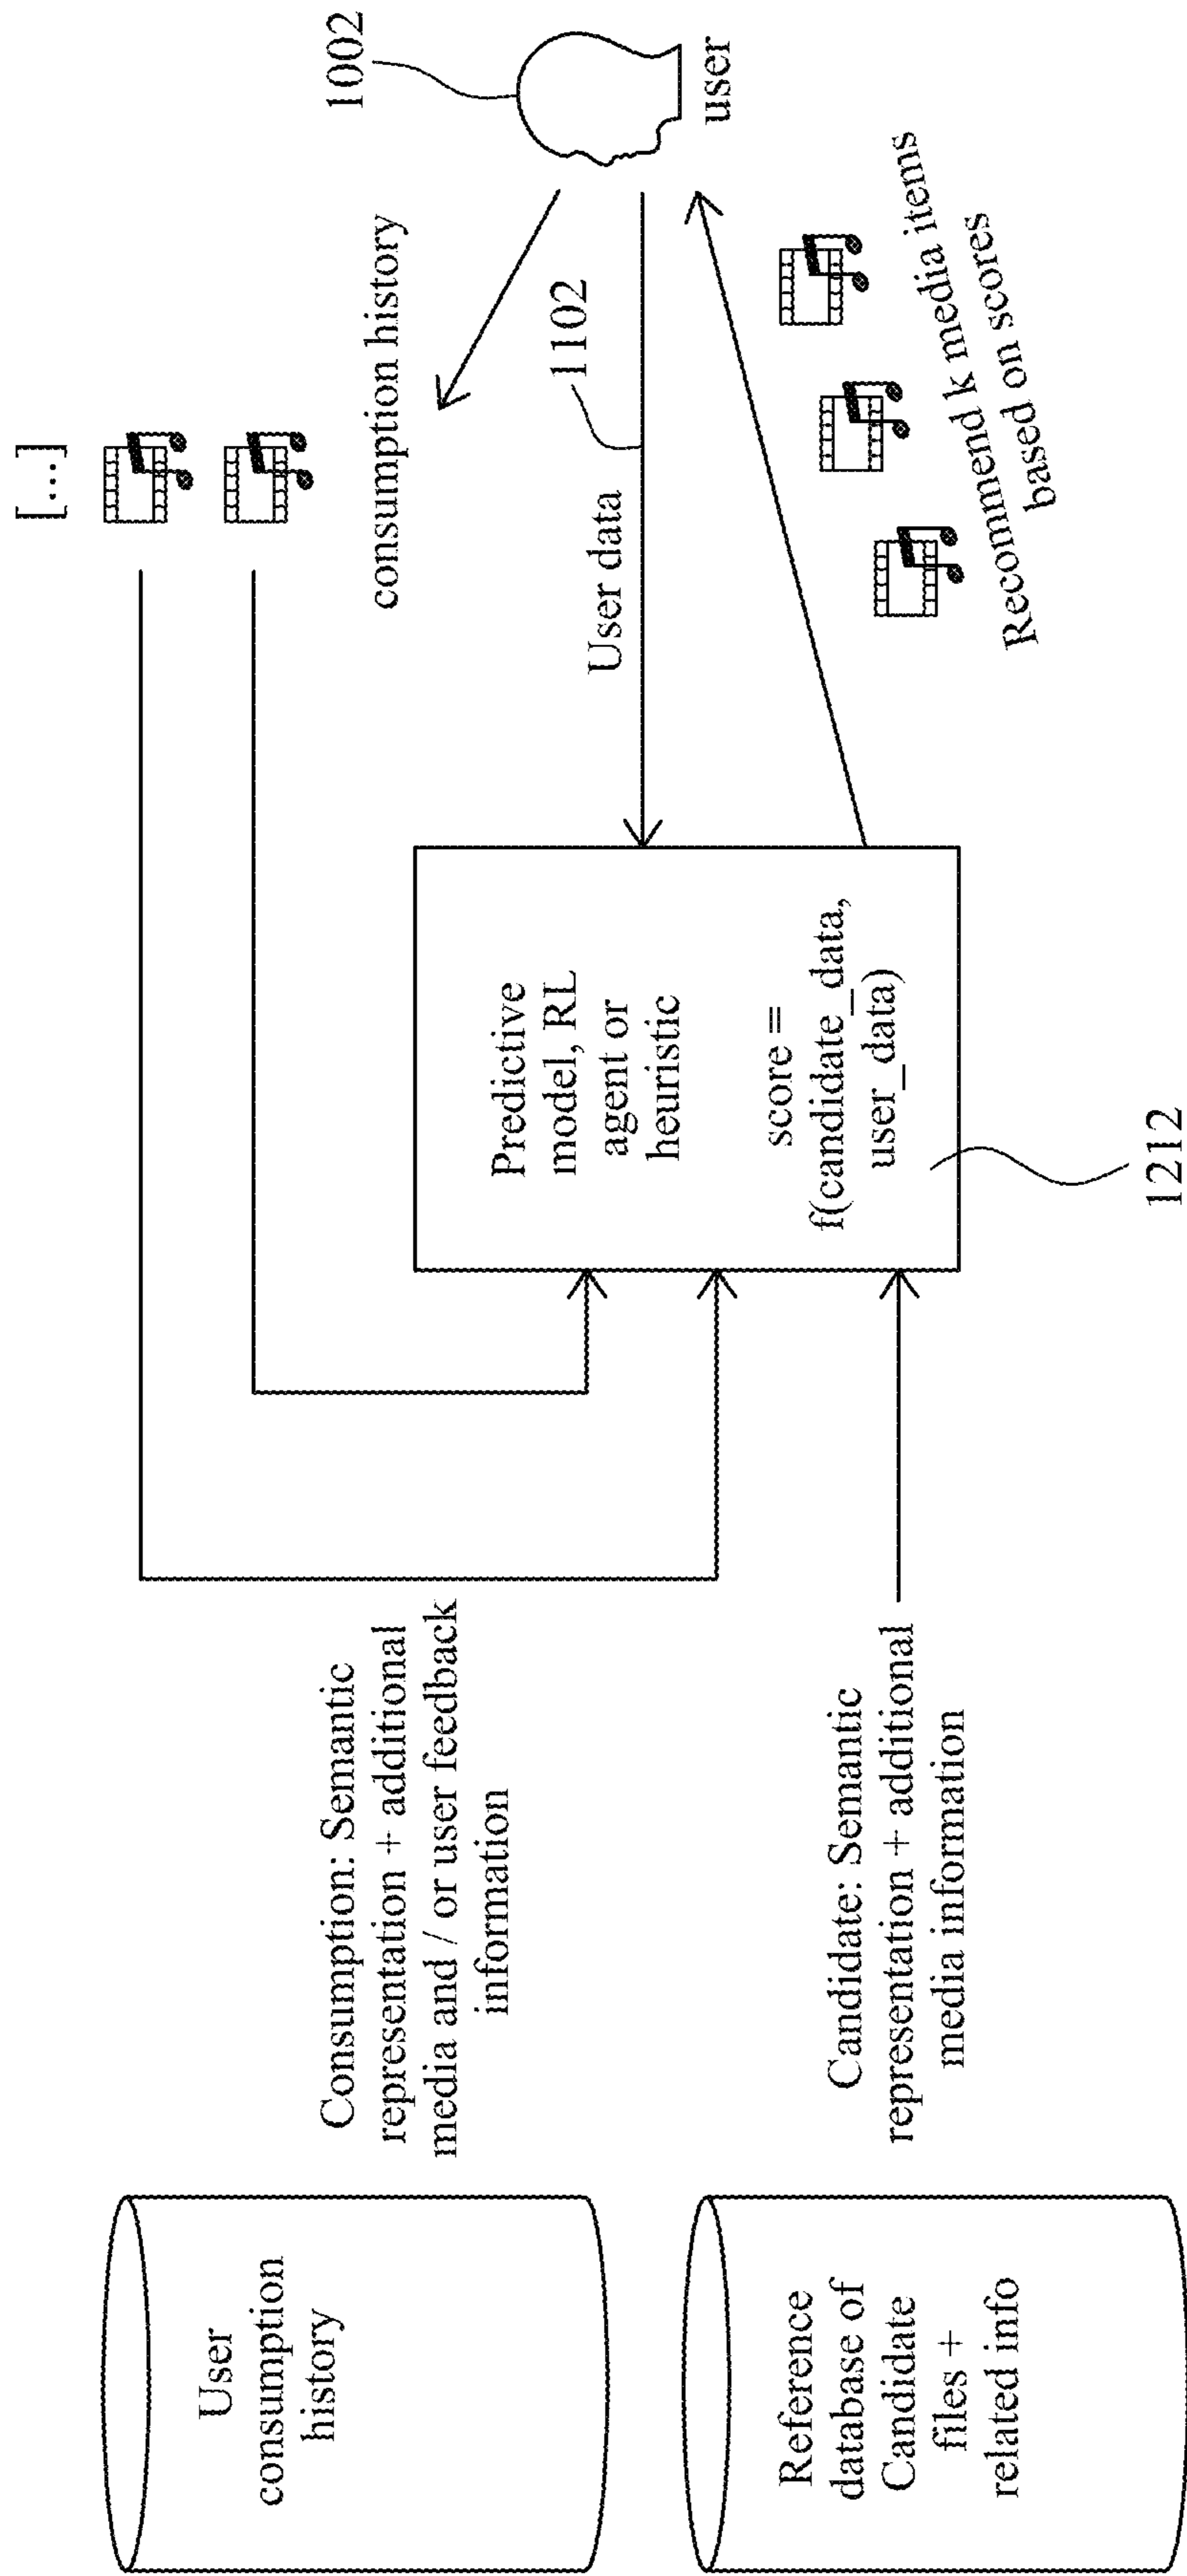 User
consumption
history
Reference
database of
Candidate
files +
related info
Consumption: Semantic
representation + additional
media and / or user feedback
information
Candidate: Semantic
representation + additional
media information
Predictive
model, RL
agent or
heuristic
score =
f(candidate_data,
user_data)
1212
[...]
consumption history
User data
1102
1002
user
Recommend k media items
based on scores